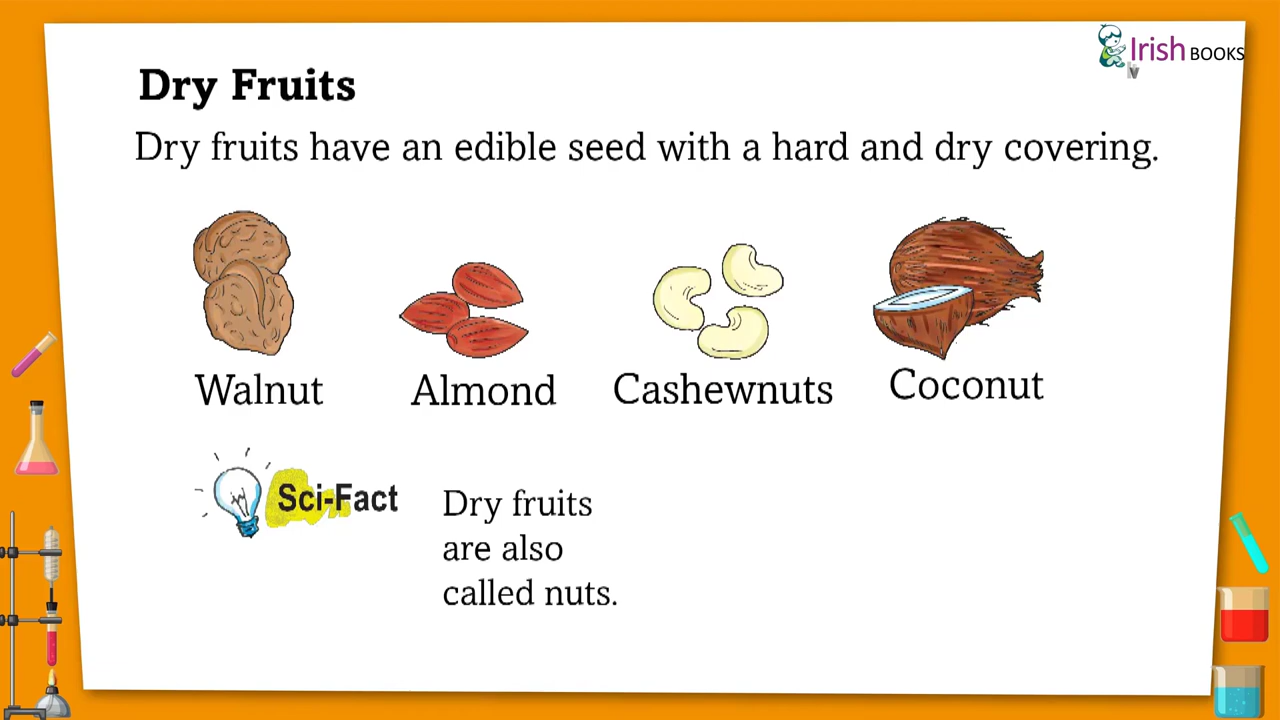 Irish BOOKS
Dry Fruits
Dry fruits have an edible seed with a hard and dry covering.
Walnut Almond Cashewnuts Coconut
Sci-Fact
Dry fruits
are also
called nuts.